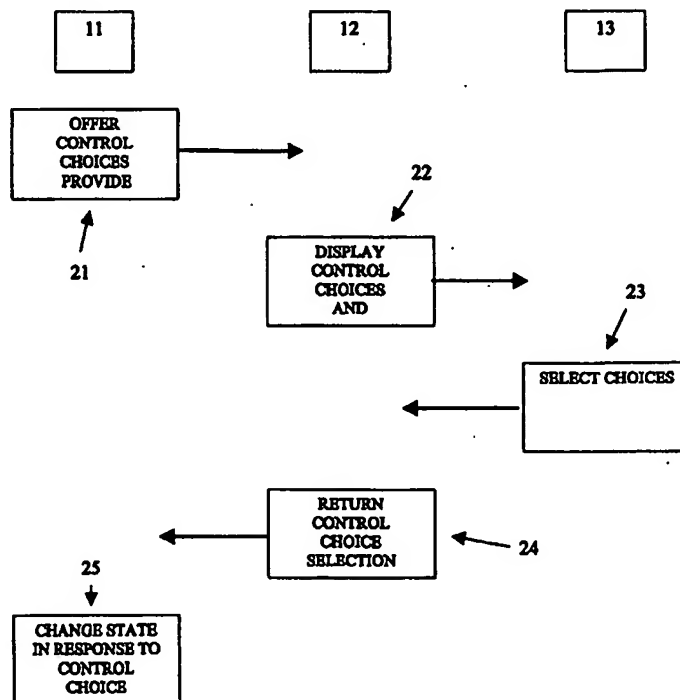 11
12
13
OFFER
CONTROL
CHOICES
PROVIDE
21
22
DISPLAY
CONTROL
CHOICES
AND
23
SELECT CHOICES
RETURN
CONTROL
CHOICE
SELECTION
24
25
CHANGE STATE
IN RESPONSE TO
CONTROL
CHOICE